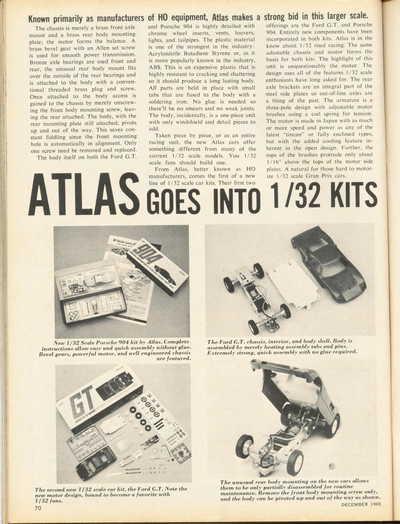 Known primarily as manufacturers of HO equipment, Atlas makes a strong bid in this larger scale.
The chassis is merely a brass front axle
mount and a brass rear body mounting
plate; the motor forms the balance. A
brass bevel gear with an Allen set screw
is used for smooth power transmission.
Bronze axle bearings are used front and
rear, the unusual rear body mount fits
over the outside of the rear bearings and
is attached to the body with a conven-
tional threaded brass plug and screw.
Once attached to the body access is
gained to the chassis by merely unscrew-
ing the front body mounting screw, leav-
ing the rear attached. The body, with the
rear mounting plate still attached, pivots
up and out of the way. This saves con-
stant fiddling since the front mounting
hole is automatically in alignment. Only
one screw need be removed and replaced.
The body itself on both the Ford G.T.
and Porsche 904 is highly detailed with
chrome wheel inserts, vents, louvers,
lights, and tailpipes. The plastic material
is one of the strongest in the industry,
Acrylonitrile Butadiene Styrene or, as it
is more popularly known in the industry,
ABS. This is an expensive plastic that is
highly resistant to cracking and shattering
so it should produce a long lasting body.
All parts are held in place with small
tabs that are fused to the body with a
soldering iron. No glue is needed so
there'll be no smears and no weak joints.
The body, incidentally, is a one-piece unit
with only windshield and detail pieces to
add.
Taken piece by piece, or as an entire
racing unit, the new Atlas cars offer
something different from many of the
current 1/32 scale models. You 1/32
scale fans should build one.
From Atlas, better known as HO
manufacturers, comes the first of a new
line of 1/32 scale car kits. Their first two
offerings are the Ford G.T. and Porsche
904. Entirely new components have been
incorporated in both kits. Atlas is in the
know about 1/32 sized racing. The same
adjustable chassis and motor forms the
basis for both kits. The highlight of this
unit is unquestionably the motor. The
design uses all of the features 1/32 scale
enthusiasts have long asked for. The rear
axle brackets are an integral part of the
steel side plates so out-of-line axles are
a thing of the past. The armature is a
three-pole design with adjustable motor
brushes using a coil spring for tension.
The motor is made in Japan with as much
or more speed and power as any of the
latest "tincan" or fully enclosed types,
but with the added cooling feature in-
herent in the open design. Further, the
tops of the brushes protrude only about
1/16" above the tops of the motor side
plates. A natural for those hard to motor-
ize 1/32 scale Gran Prix cars.
ATLAS GOES INTO 1/32 KITS
904
New 1/32 Scale Porsche 904 kit by Atlas. Complete
instructions allow easy and quick assembly without glue.
Bevel gears, powerful motor, and well engineered chassis
are featured.
The Ford G.T. chassis, interior, and body shell. Body is
assembled by merely heating assembly tabs and pins.
Extremely strong, quick assembly with no glue required.
GT
The second new 1/32 scale car kit, the Ford G.T. Note the
new motor design, bound to become a favorite with
1/32 fans.
The unusual rear body mounting on the new cars allows
them to be only partially disassembled for routine
maintenance. Remove the front body mounting screw only,
and the body can be pivoted up and out of the way as shown.
70
DECEMBER 1965